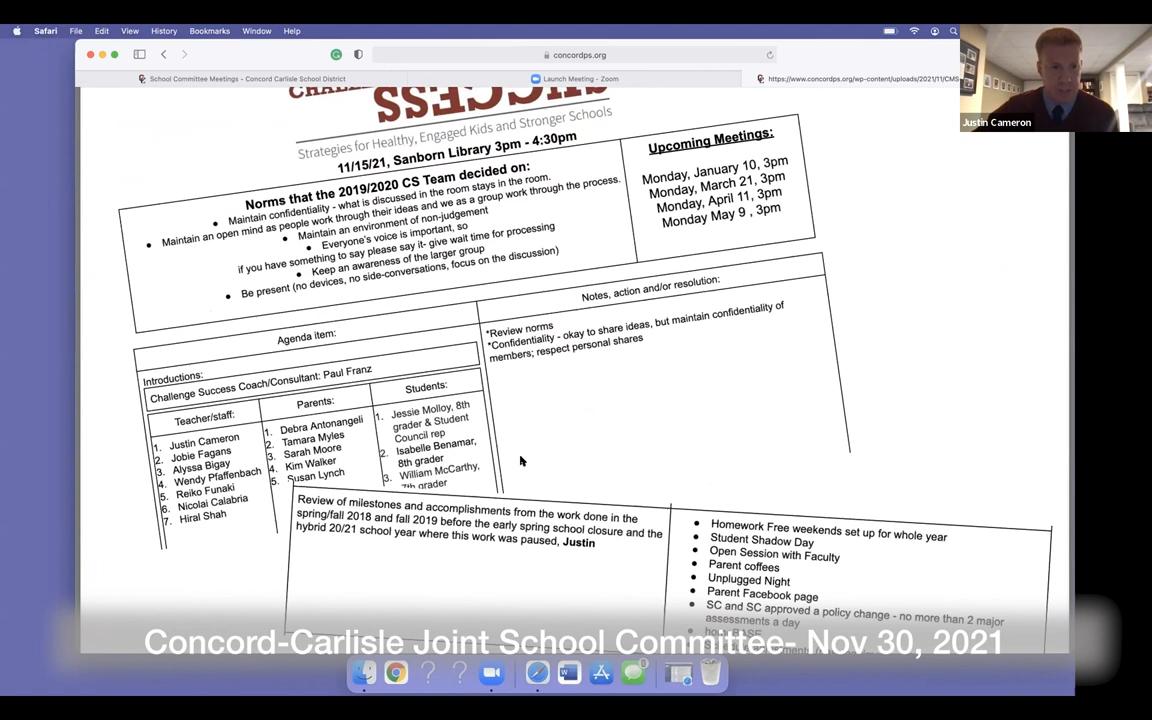 Safari File Edit View History Bookmarks Window Help
concordps.org
School Committee Meetings - Concord Carlisle School District
Launch Meeting - Zoom
https://www.concordps.org/wp-content/uploads/2021/11/CMS
Justin Cameron
SUCCESS
Strategies for Healthy, Engaged Kids and Stronger Schools
11/15/21, Sanborn Library 3pm - 4:30pm
Norms that the 2019/2020 CS Team decided on:
• Maintain confidentiality - what is discussed in the room stays in the room.
• Maintain an open mind as people work through their ideas and we as a group work through the process.
• Maintain an environment of non-judgement
• Everyone's voice is important, so
if you have something to say please say it- give wait time for processing
• Keep an awareness of the larger group
• Be present (no devices, no side-conversations, focus on the discussion)
Upcoming Meetings:
Monday, January 10, 3pm
Monday, March 21, 3pm
Monday, April 11, 3pm
Monday May 9 , 3pm
Agenda item:
Notes, action and/or resolution:
Introductions:
Challenge Success Coach/Consultant: Paul Franz
Teacher/staff:
1. Justin Cameron
2. Jobie Fagans
3. Alyssa Bigay
4. Wendy Pfaffenbach
5. Reiko Funaki
6. Nicolai Calabria
7. Hiral Shah
Parents:
1. Debra Antonangeli
2. Tamara Myles
3. Sarah Moore
4. Kim Walker
5. Susan Lynch
Students:
1. Jessie Molloy, 8th
grader & Student
Council rep
2. Isabelle Benamar,
8th grader
3. William McCarthy,
7th grader
*Review norms
*Confidentiality - okay to share ideas, but maintain confidentiality of
members; respect personal shares
Review of milestones and accomplishments from the work done in the
spring/fall 2018 and fall 2019 before the early spring school closure and the
hybrid 20/21 school year where this work was paused, Justin
• Homework Free weekends set up for whole year
• Student Shadow Day
• Open Session with Faculty
• Parent coffees
• Unplugged Night
• Parent Facebook page
• SC and SC approved a policy change - no more than 2 major
assessments a day
Concord-Carlisle Joint School Committee- Nov 30, 2021